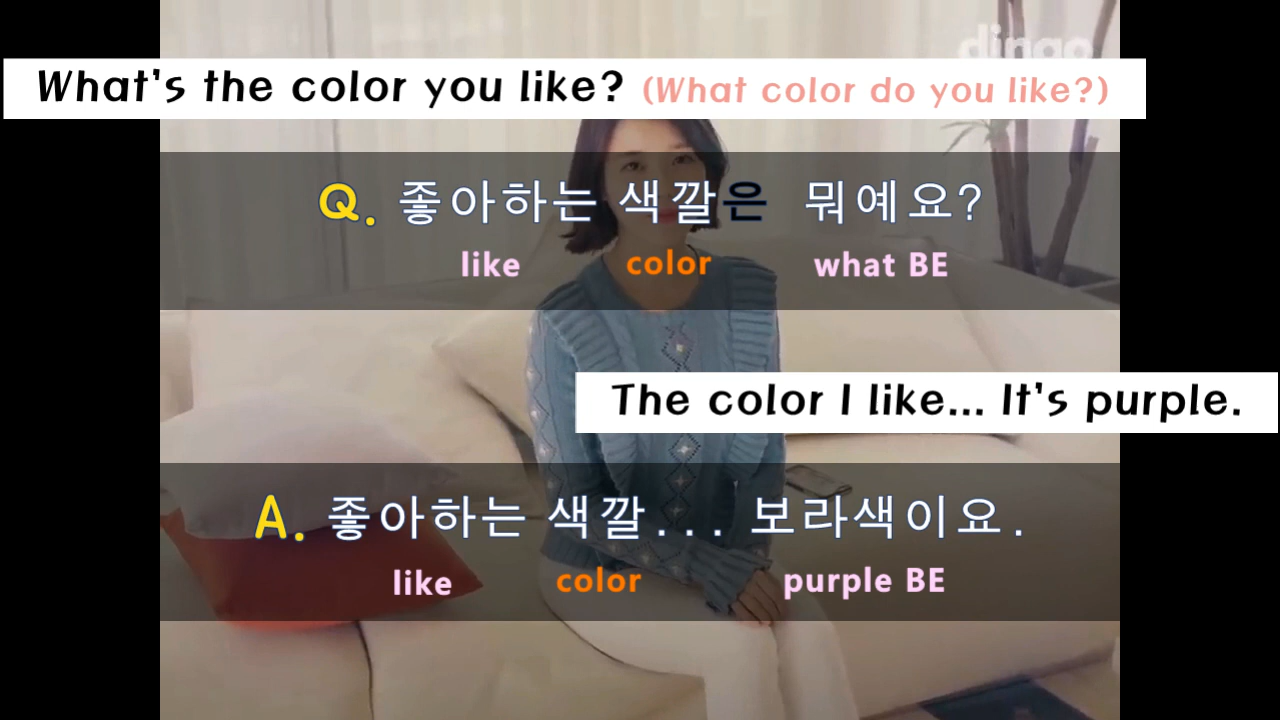 dingo
What's the color you like? (What color do you like?)
Q. 좋아하는 색깔은 뭐예요?
like color what BE
The color I like... It's purple.
A. 좋아하는 색깔... 보라색이요.
like color purple BE